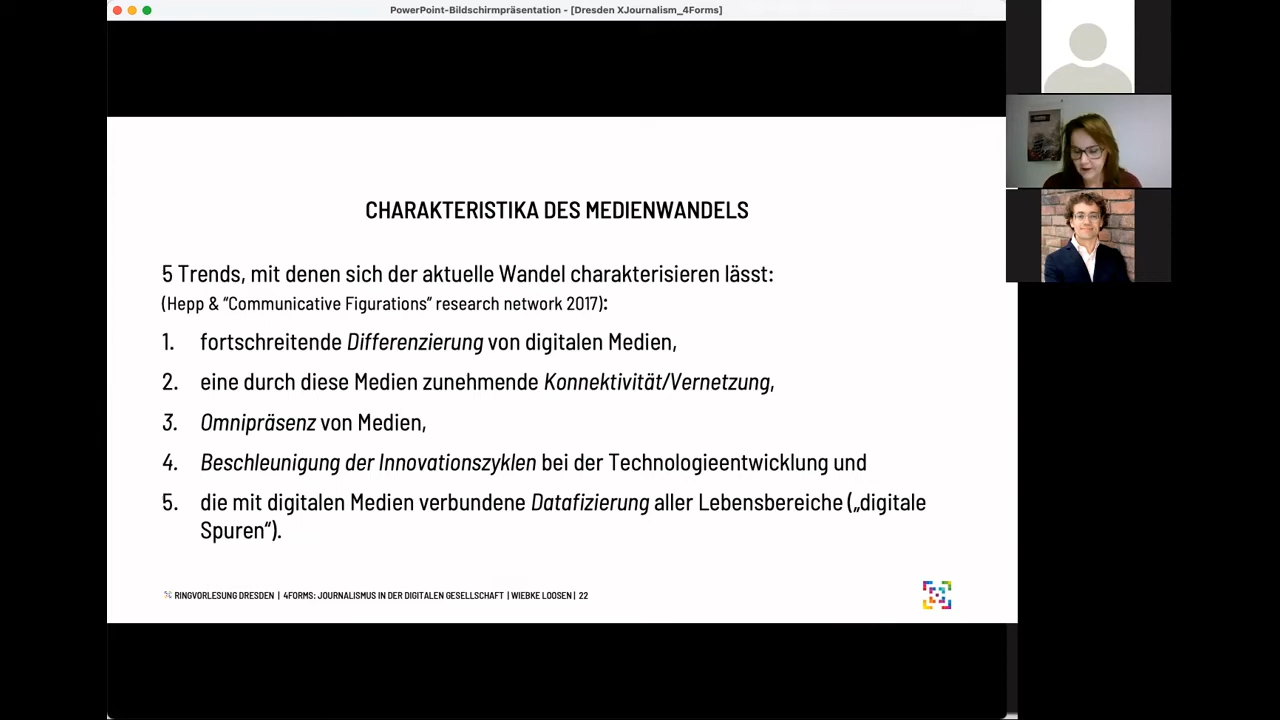 PowerPoint-Bildschirmpräsentation - [Dresden XJournalism_4Forms]
CHARAKTERISTIKA DES MEDIENWANDELS
5 Trends, mit denen sich der aktuelle Wandel charakterisieren lässt:
(Hepp & “Communicative Figurations” research network 2017):
1. fortschreitende Differenzierung von digitalen Medien,
2. eine durch diese Medien zunehmende Konnektivität/Vernetzung,
3. Omnipräsenz von Medien,
4. Beschleunigung der Innovationszyklen bei der Technologieentwicklung und
5. die mit digitalen Medien verbundene Datafizierung aller Lebensbereiche („digitale
Spuren“).
RINGVORLESUNG DRESDEN | 4FORMS: JOURNALISMUS IN DER DIGITALEN GESELLSCHAFT | WIEBKE LOOSEN | 22